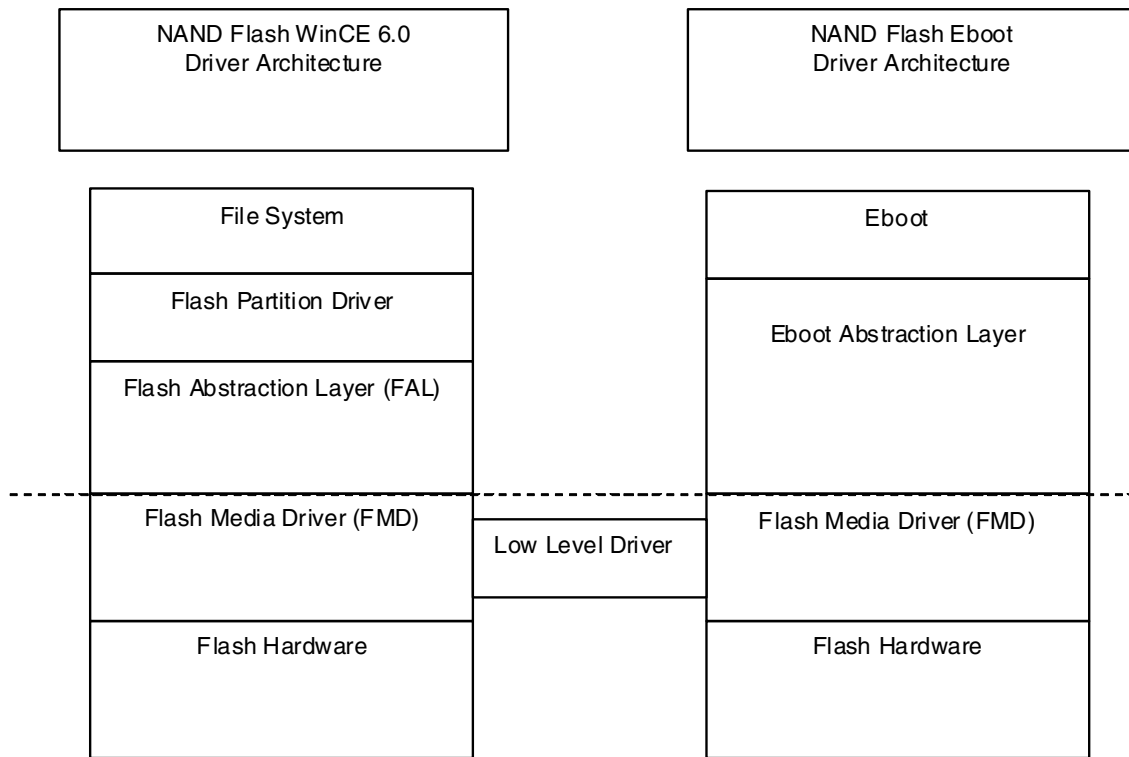 NAND Flash WinCE 6.0
Driver Architecture
NAND Flash Eboot
Driver Architecture
File System
Flash Partition Driver
Flash Abstraction Layer (FAL)
Flash Media Driver (FMD)
Flash Hardware
Low Level Driver
Eboot
Eboot Abstraction Layer
Flash Media Driver (FMD)
Flash Hardware